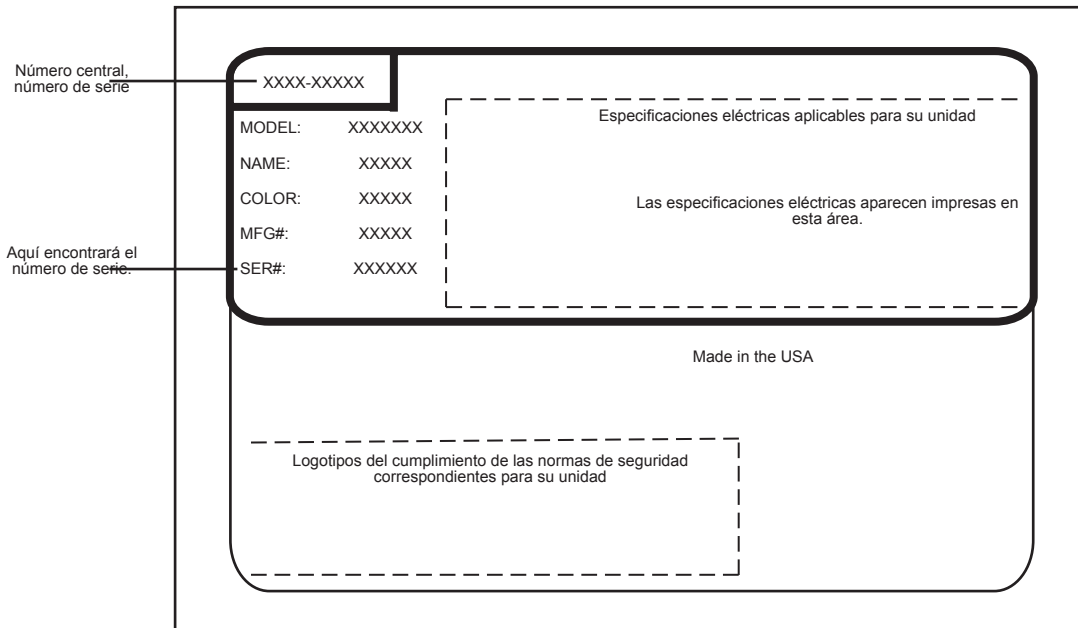 Número central,
número de serie
XXXX-XXXXX
Especificaciones eléctricas aplicables para su unidad
MODEL: XXXXXXX
NAME: XXXXX
COLOR: XXXXX
MFG#: XXXXX
SER#: XXXXXX
Las especificaciones eléctricas aparecen impresas en
esta área.
Aquí encontrará el
número de serie.
Made in the USA
Logotipos del cumplimiento de las normas de seguridad
correspondientes para su unidad